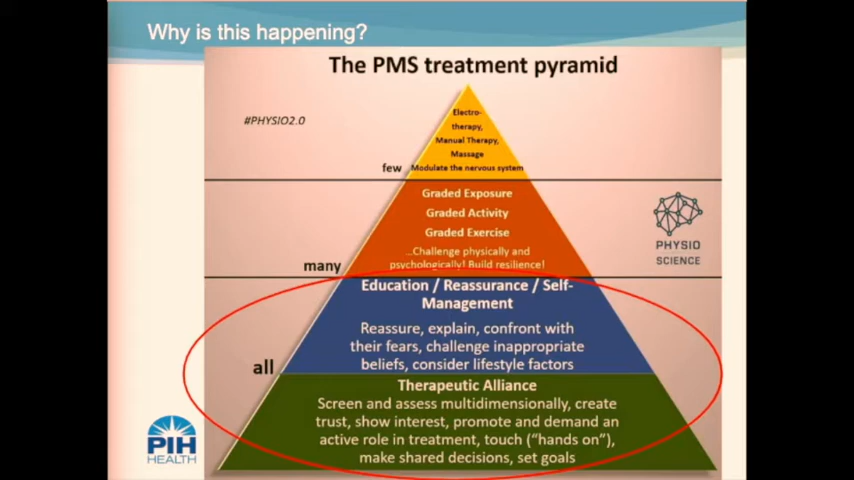 Why is this happening?
The PMS treatment pyramid
#PHYSIO2.0
Electro-
therapy,
Manual Therapy,
Massage
few
Modulate the nervous system
Graded Exposure
Graded Activity
Graded Exercise
...Challenge physically and
psychologically! Build resilience!
many
PHYSIO
SCIENCE
Education / Reassurance / Self-
Management
Reassure, explain, confront with
their fears, challenge inappropriate
beliefs, consider lifestyle factors
all
Therapeutic Alliance
Screen and assess multidimensionally, create
trust, show interest, promote and demand an
active role in treatment, touch (“hands on”),
make shared decisions, set goals
PIH
HEALTH